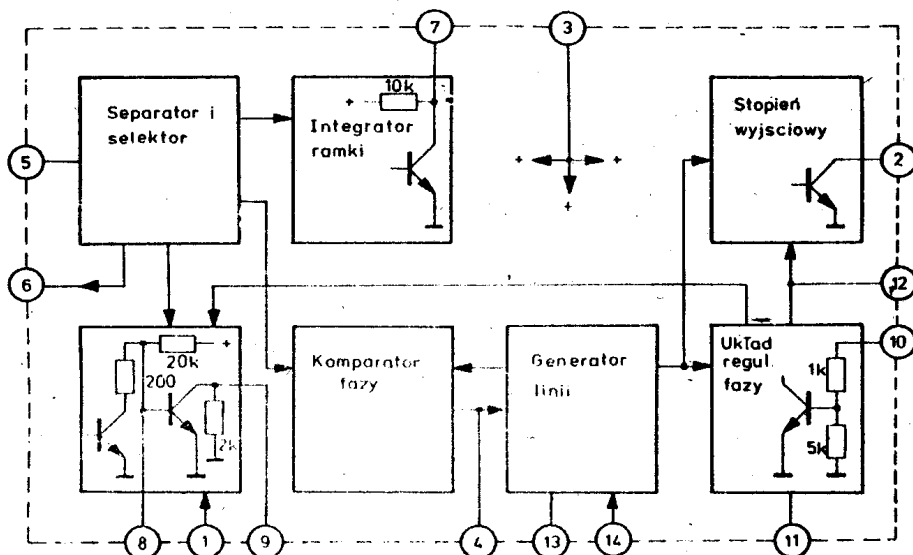 7
3
Separator i
selektor
10k
+
Integrator
ramki
Stopień
wyjsciowy
5
+
+
+
2
6
12
20k
+
200
2k
Komparator
fazy
Generator
linii
Układ
regul.
fazy
10
1k
5k
8
1
9
4
13
14
11